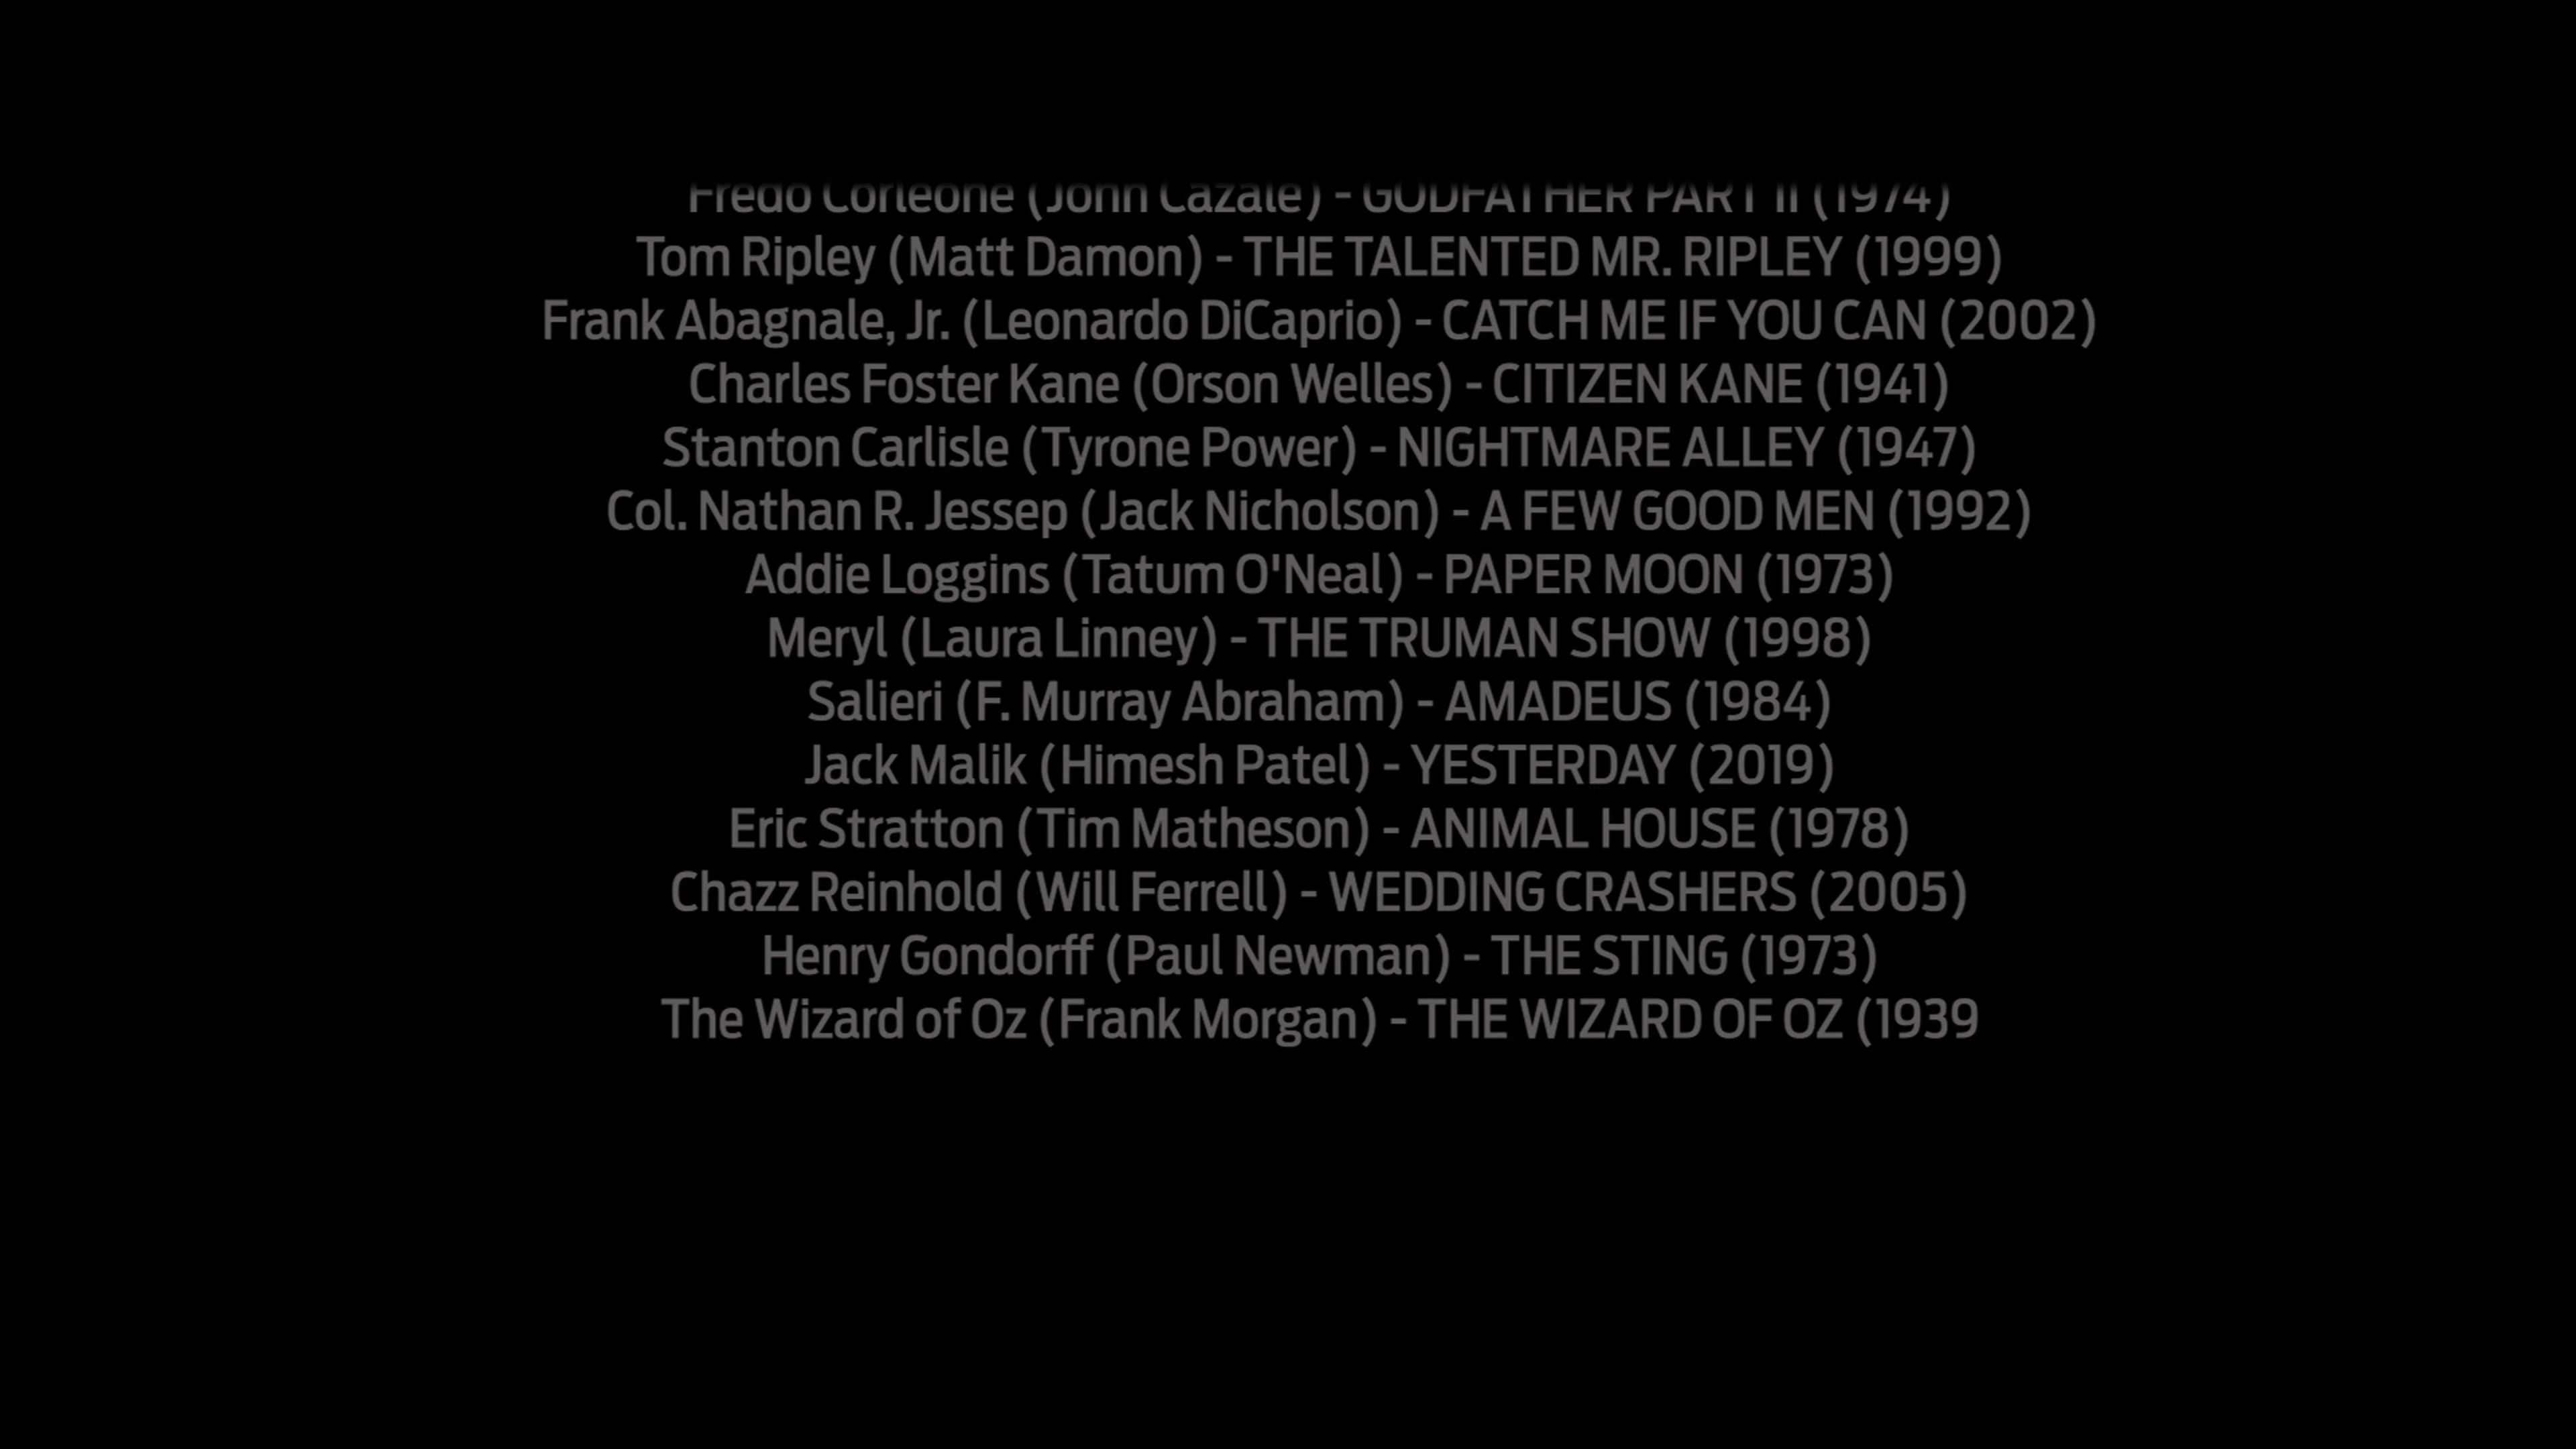 Fredo Corleone (John Cazale) - GODFATHER PART II (1974)
Tom Ripley (Matt Damon) - THE TALENTED MR. RIPLEY (1999)
Frank Abagnale, Jr. (Leonardo DiCaprio) - CATCH ME IF YOU CAN (2002)
Charles Foster Kane (Orson Welles) - CITIZEN KANE (1941)
Stanton Carlisle (Tyrone Power) - NIGHTMARE ALLEY (1947)
Col. Nathan R. Jessep (Jack Nicholson) - A FEW GOOD MEN (1992)
Addie Loggins (Tatum O'Neal) - PAPER MOON (1973)
Meryl (Laura Linney) - THE TRUMAN SHOW (1998)
Salieri (F. Murray Abraham) - AMADEUS (1984)
Jack Malik (Himesh Patel) - YESTERDAY (2019)
Eric Stratton (Tim Matheson) - ANIMAL HOUSE (1978)
Chazz Reinhold (Will Ferrell) - WEDDING CRASHERS (2005)
Henry Gondorff (Paul Newman) - THE STING (1973)
The Wizard of Oz (Frank Morgan) - THE WIZARD OF OZ (1939